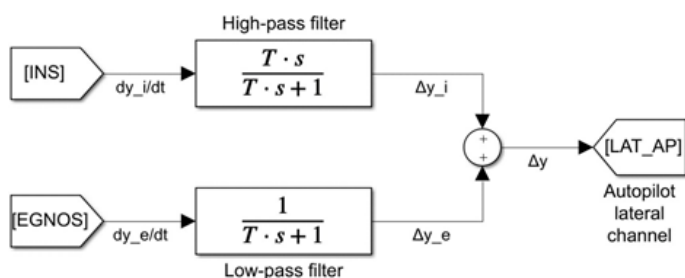 High-pass filter
[INS]
dy_i/dt
T · s
T · s + 1
Δy_i
+
+
Δy
[LAT_AP]
Autopilot
lateral
channel
[EGNOS]
dy_e/dt
1
T · s + 1
Δy_e
Low-pass filter